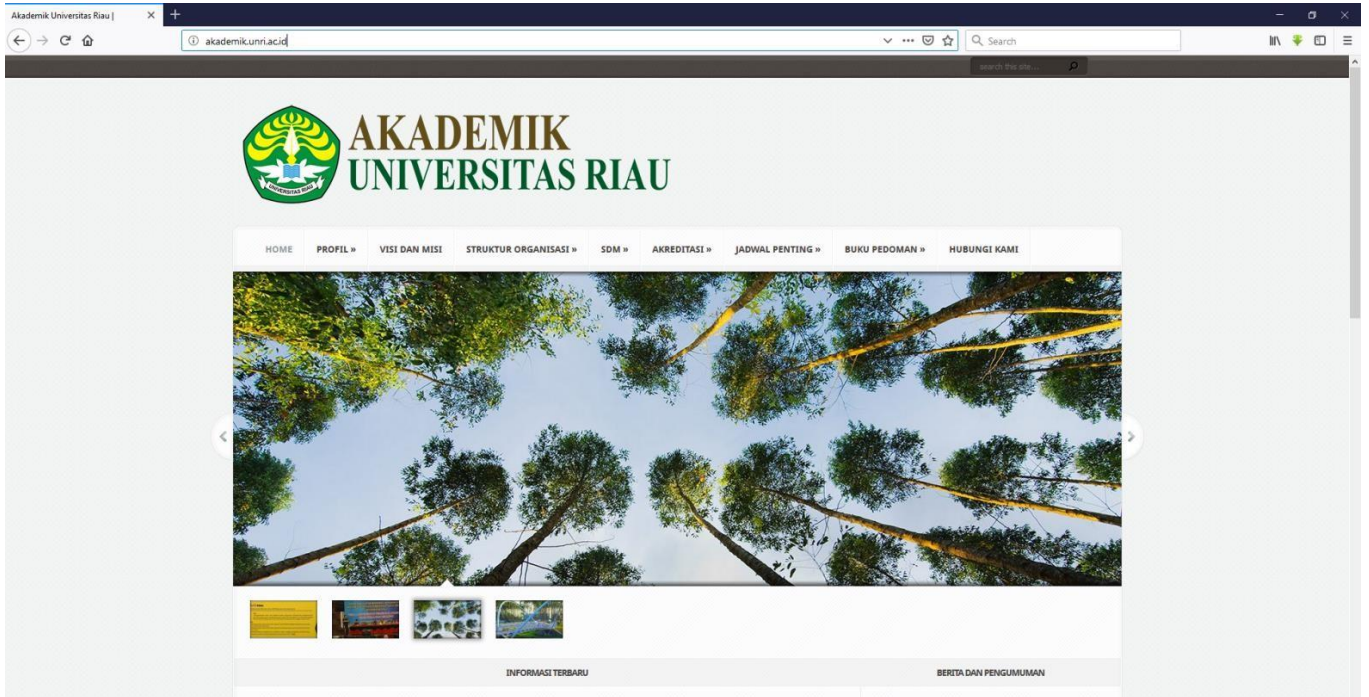 Akademik Universitas Riau |
akademik.unri.ac.id
Search
search this site...
UNIVERSITAS RIAU
AKADEMIK
UNIVERSITAS RIAU
HOME PROFIL » VISI DAN MISI STRUKTUR ORGANISASI » SDM » AKREDITASI » JADWAL PENTING » BUKU PEDOMAN » HUBUNGI KAMI
INFORMASI TERBARU BERITA DAN PENGUMUMAN